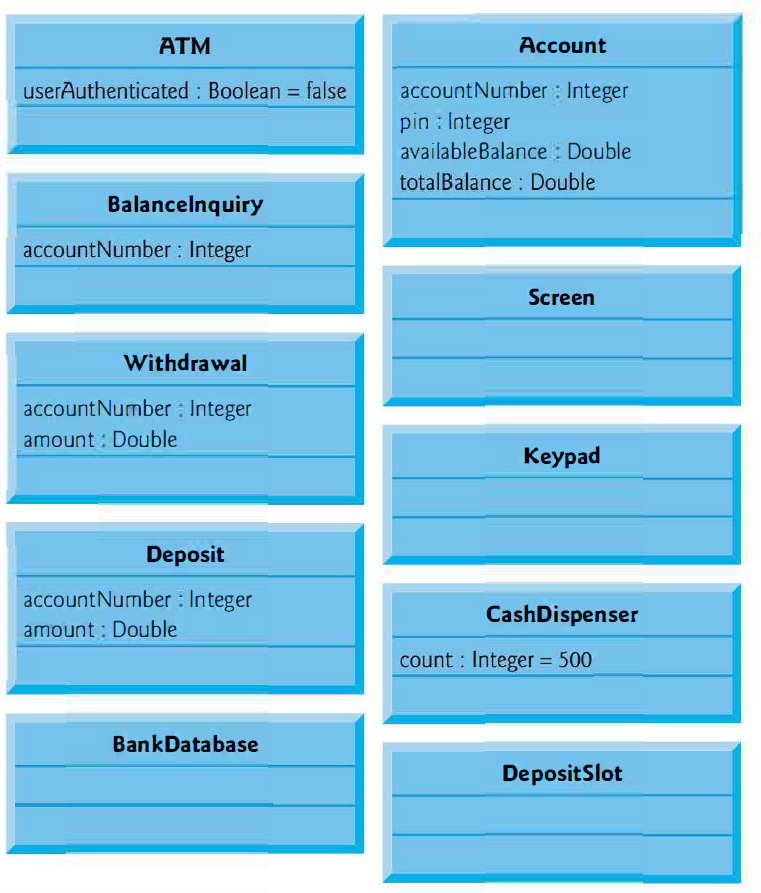 ATM
userAuthenticated : Boolean = false
BalanceInquiry
accountNumber : Integer
Withdrawal
accountNumber : Integer
amount : Double
Deposit
accountNumber : Integer
amount : Double
BankDatabase
Account
accountNumber : Integer
pin : Integer
availableBalance : Double
totalBalance : Double
Screen
Keypad
CashDispenser
count : Integer = 500
DepositSlot